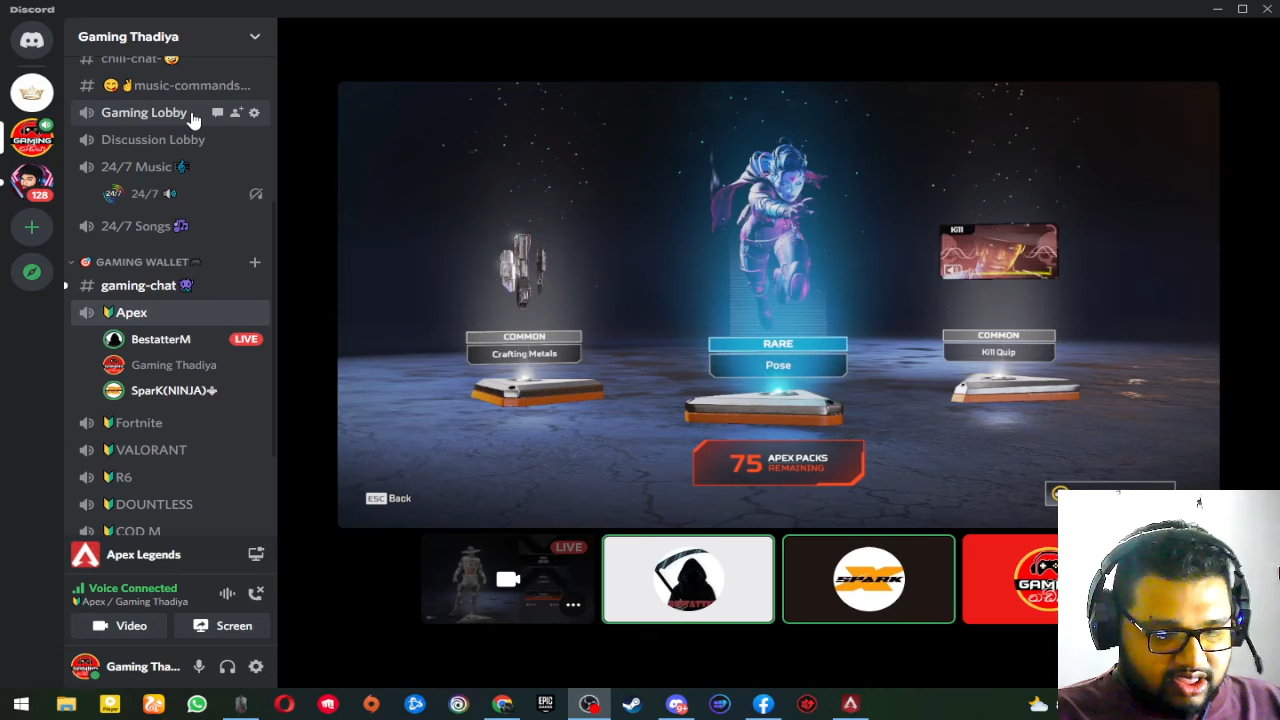 Discord
Gaming Thadiya
# chill-chat-😜
# 😋✌music-commands...
Gaming Lobby
Discussion Lobby
24/7 Music
24/7
24/7 Songs
GAMING WALLET
+
# gaming-chat
Apex
BestatterM LIVE
Gaming Thadiya
SparK(NINJA)
Fortnite
VALORANT
R6
DOUNTLESS
COD M
Apex Legends
Voice Connected
Apex / Gaming Thadiya
Video Screen
Gaming Tha...
128
Kill
COMMON
Crafting Metals
RARE
Pose
COMMON
Kill Quip
75 APEX PACKS
REMAINING
ESC Back
LIVE
SPARK